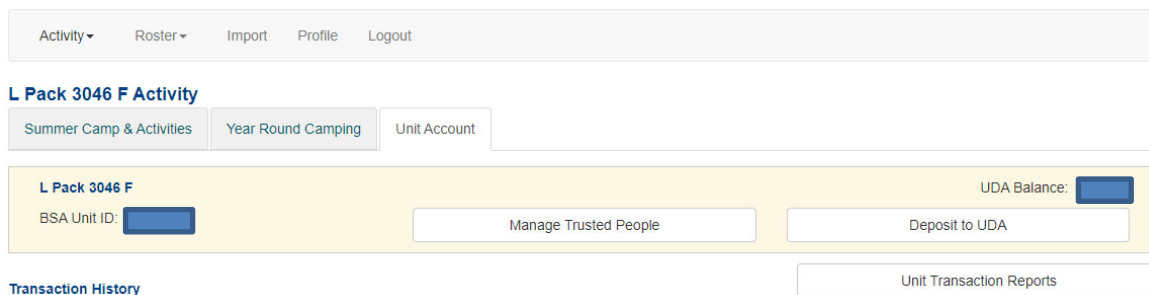 Activity Roster Import Profile Logout
L Pack 3046 F Activity
Summer Camp & Activities Year Round Camping Unit Account
L Pack 3046 F UDA Balance:
BSA Unit ID: Manage Trusted People Deposit to UDA
Unit Transaction Reports
Transaction History